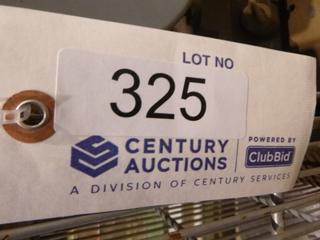 LOT NO
325
CENTURY
AUCTIONS
POWERED BY
ClubBid
A DIVISION OF CENTURY SERVICES